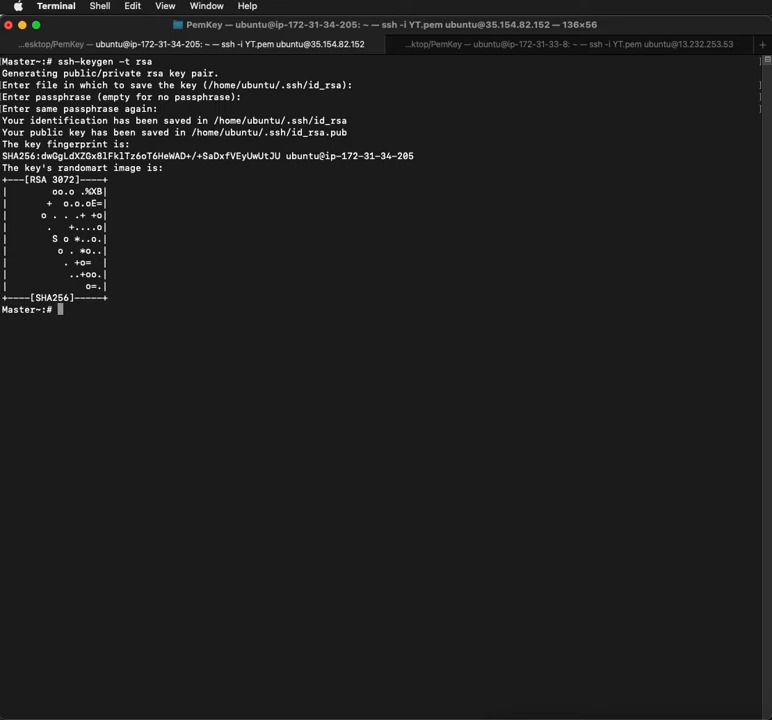 Terminal Shell Edit View Window Help
PemKey — ubuntu@ip-172-31-34-205: ~ — ssh -i YT.pem ubuntu@35.154.82.152 — 136×56
...esktop/PemKey — ubuntu@ip-172-31-34-205: ~ — ssh -i YT.pem ubuntu@35.154.82.152 ...ktop/PemKey — ubuntu@ip-172-31-33-8: ~ — ssh -i YT.pem ubuntu@13.232.253.53 +
Master~:# ssh-keygen -t rsa
Generating public/private rsa key pair.
Enter file in which to save the key (/home/ubuntu/.ssh/id_rsa):
Enter passphrase (empty for no passphrase):
Enter same passphrase again:
Your identification has been saved in /home/ubuntu/.ssh/id_rsa
Your public key has been saved in /home/ubuntu/.ssh/id_rsa.pub
The key fingerprint is:
SHA256:dwGgLdXZGx8lFklTz6oT6HeWAD+/+SaDxfVEyUwUtJU ubuntu@ip-172-31-34-205
The key's randomart image is:
+---[RSA 3072]----+
|        oo.o .%XB|
|       +  o.o.oE=|
|      o . . .+ +o|
|       .   +....o|
|        S o *..o.|
|         o . *o..|
|          . +o=  |
|           ..+oo.|
|              o=.|
+----[SHA256]-----+
Master~:#